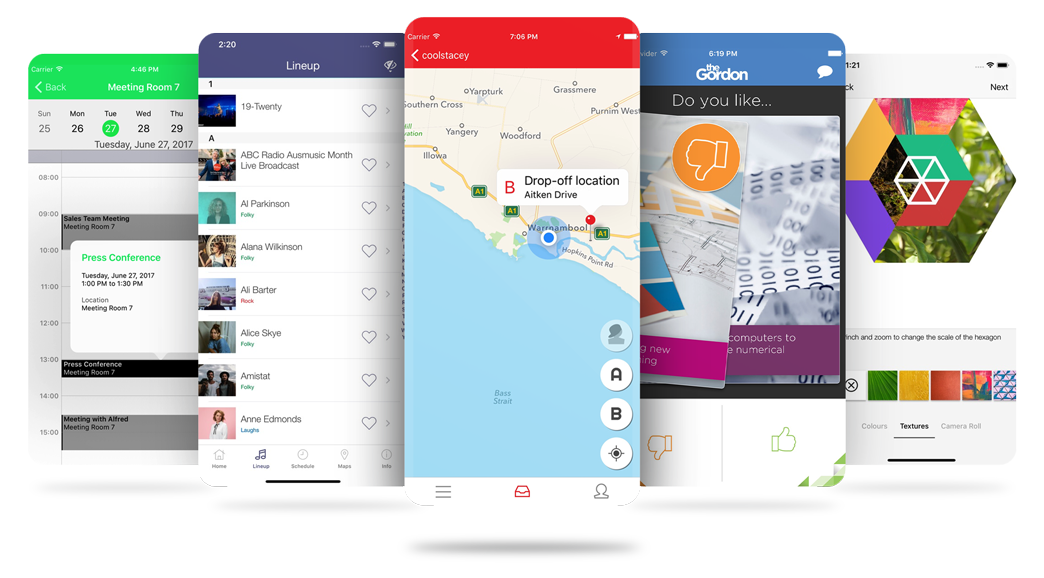 Carrier
4:46 PM
Back
Meeting Room 7
Sun Mon Tue Wed Thu
25 26 27 28 29
Tuesday, June 27, 2017
08:00
09:00
Sales Team Meeting
Meeting Room 7
10:00
Press Conference
Tuesday, June 27, 2017
1:00 PM to 1:30 PM
Location
Meeting Room 7
11:00
12:00
13:00
Press Conference
Meeting Room 7
14:00
Meeting with Alfred
Meeting Room 7
15:00
2:20
Lineup
1
19-Twenty
A
ABC Radio Ausmusic Month
Live Broadcast
Al Parkinson
Folky
Alana Wilkinson
Folky
Ali Barter
Rock
Alice Skye
Folky
Amistat
Folky
Anne Edmonds
Laughs
Home Lineup Schedule Maps Info
Carrier
7:06 PM
coolstacey
Yarpturk
Grassmere
Southern Cross
Purnim West
Yangery
Woodford
Illowa
A1
B
Drop-off location
Aitken Drive
A1
A1
Warrnambool
Hopkins Point Rd
Bass
Strait
A
B
6:19 PM
the
Gordon
Do you like...
computers to
numerical
new
1:21
Next
inch and zoom to change the scale of the hexagon
Colours Textures Camera Roll